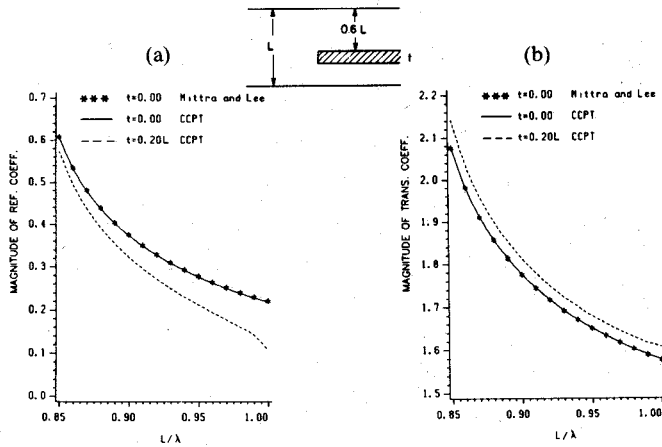 (a)
L
0.6L
t
(b)
0.7
0.6
0.5
0.4
0.3
0.2
0.1
0.0
MAGNITUDE OF REF. COEFF.
*** t=0.00 Mittra and Lee
t=0.00 CCPT
t=0.20L CCPT
0.85 0.90 0.95 1.00
L/λ
2.2
2.1
2.0
1.9
1.8
1.7
1.6
1.5
MAGNITUDE OF TRANS. COEFF.
*** t=0.00 Mittra and Lee
t=0.00 CCPT
t=0.20L CCPT
0.85 0.90 0.95 1.00
L/λ